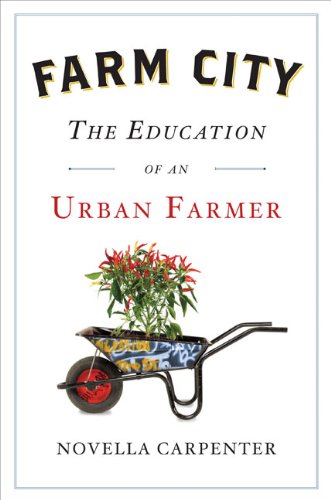 FARM CITY
THE EDUCATION
OF AN
URBAN FARMER
NOVELLA CARPENTER